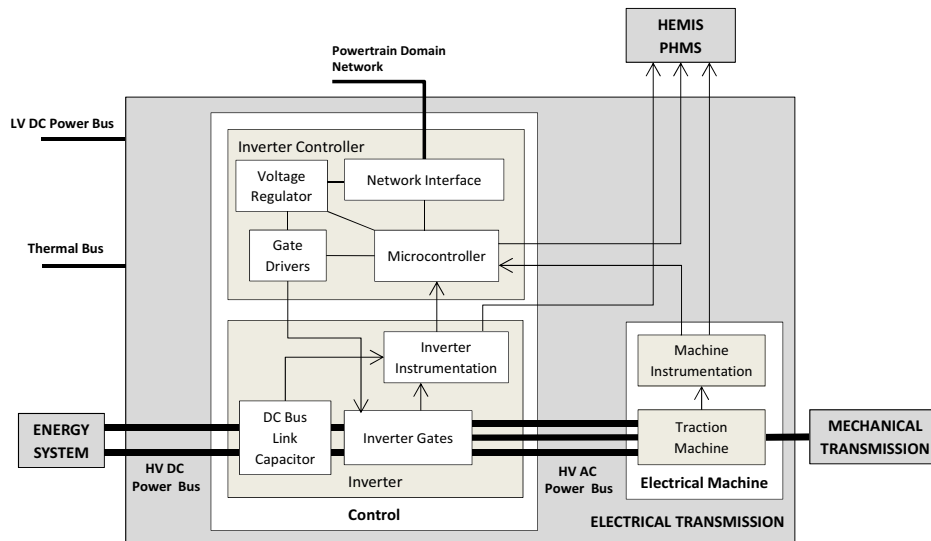 HEMIS
PHMS
Powertrain Domain
Network
LV DC Power Bus
Inverter Controller
Voltage
Regulator
Network Interface
Thermal Bus
Gate
Drivers
Microcontroller
Inverter
Instrumentation
Machine
Instrumentation
ENERGY
SYSTEM
DC Bus
Link
Capacitor
Inverter Gates
Traction
Machine
MECHANICAL
TRANSMISSION
HV DC
Power Bus
Inverter
HV AC
Power Bus
Electrical Machine
Control
ELECTRICAL TRANSMISSION